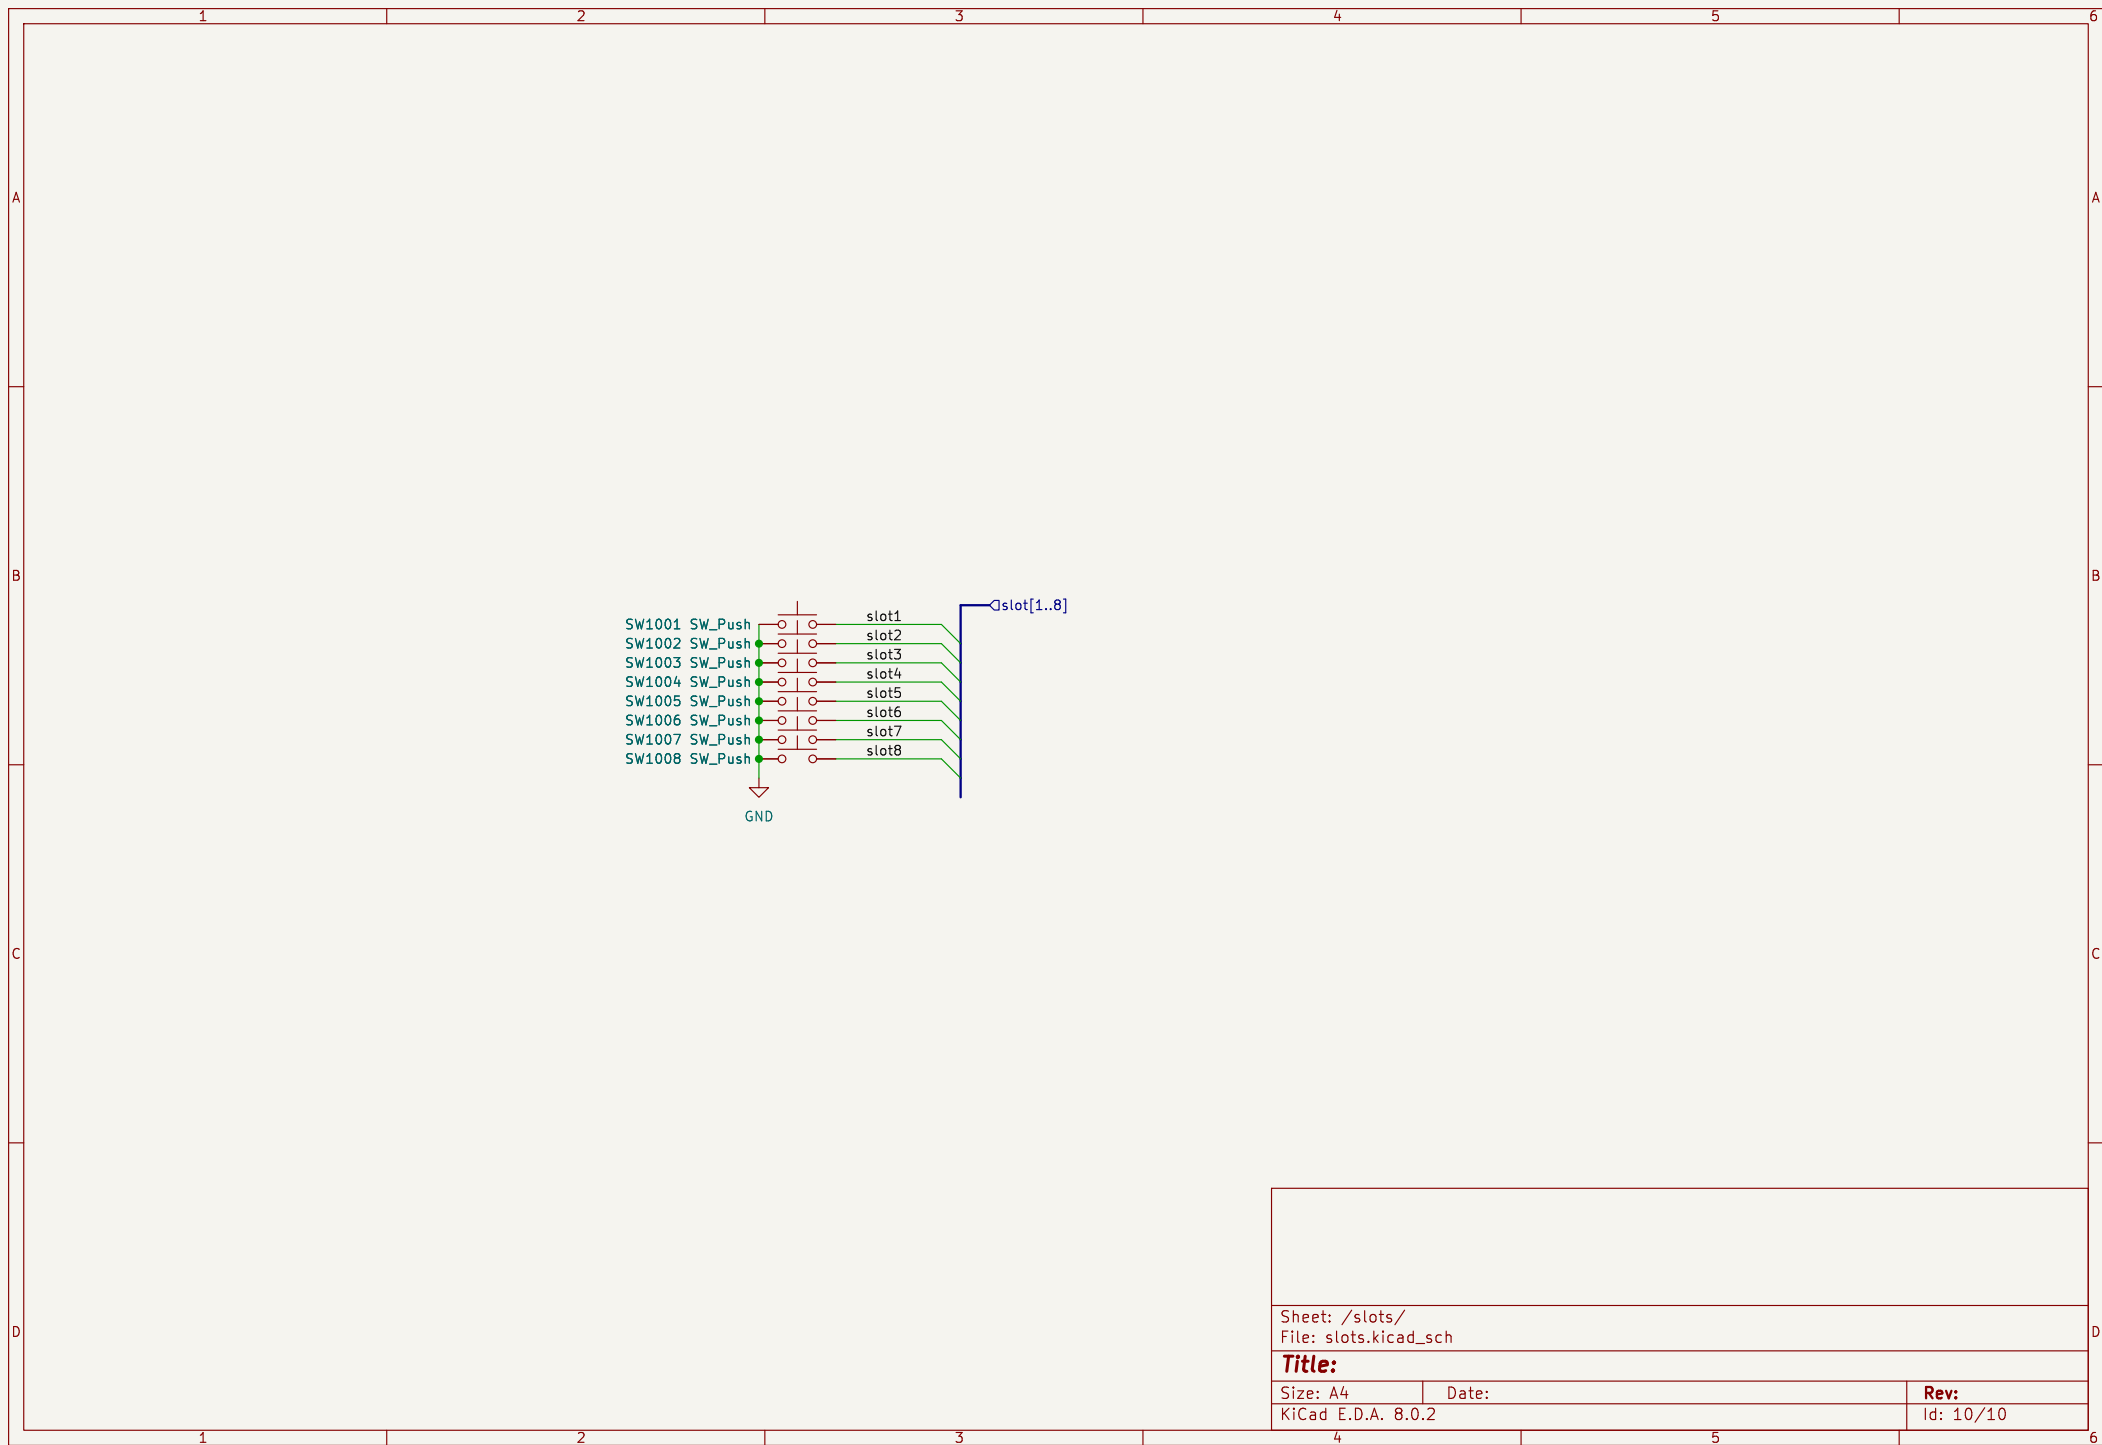 1 2 3 4 5 6
A A
B B
slot[1..8]
SW1001 SW_Push slot1
SW1002 SW_Push slot2
SW1003 SW_Push slot3
SW1004 SW_Push slot4
SW1005 SW_Push slot5
SW1006 SW_Push slot6
SW1007 SW_Push slot7
SW1008 SW_Push slot8
GND
C C
Sheet: /slots/
File: slots.kicad_sch
D D
Title:
Size: A4 Date: Rev:
KiCad E.D.A. 8.0.2 Id: 10/10
1 2 3 4 5 6